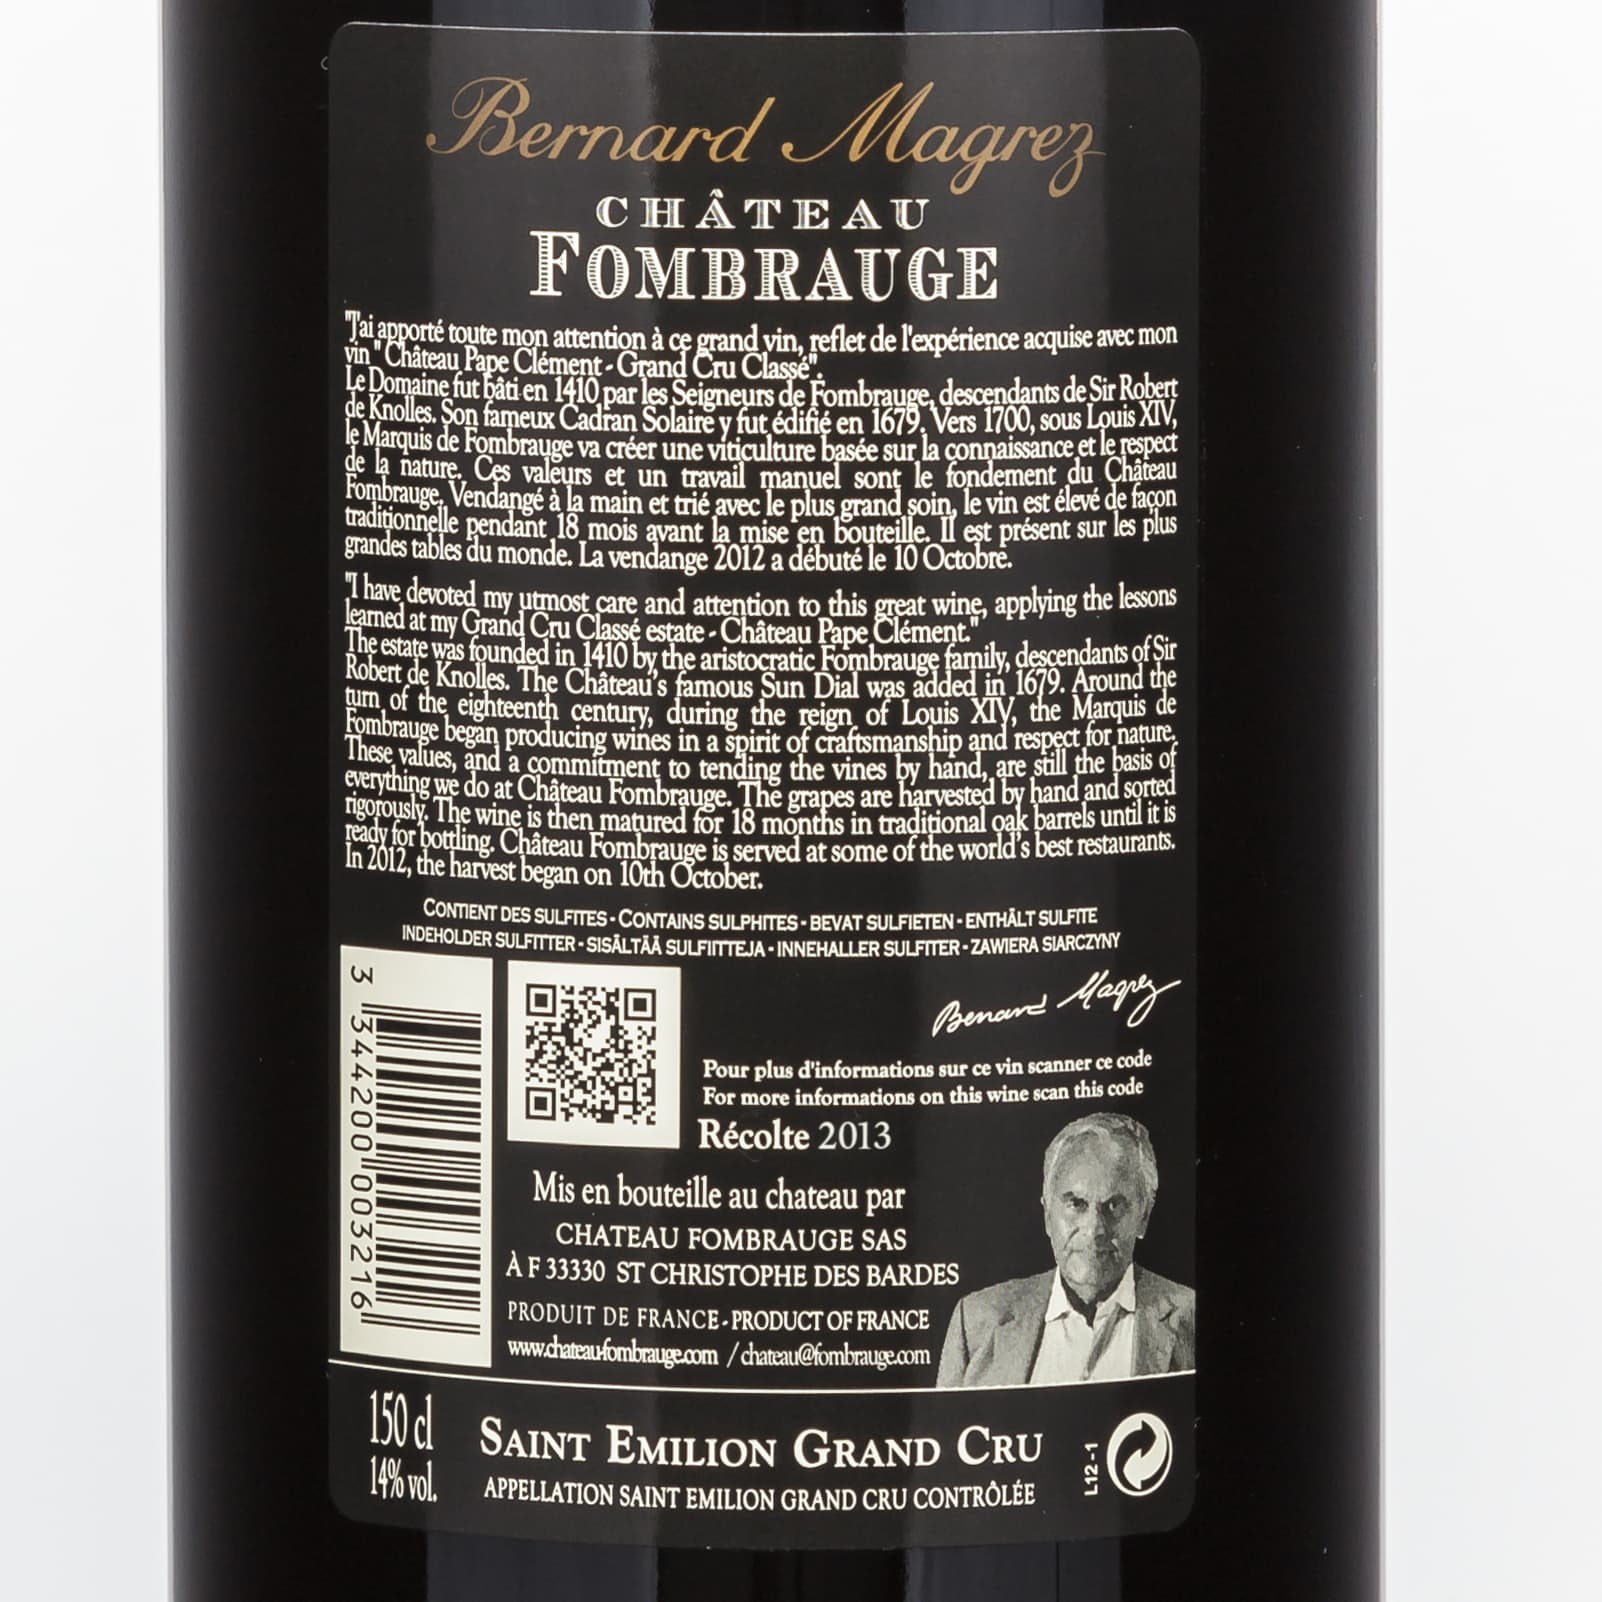 Bernard Magrez
CHÂTEAU
FOMBRAUGE
"J'ai apporté toute mon attention à ce grand vin, reflet de l'expérience acquise avec mon
vin " Château Pape Clément - Grand Cru Classé".
Le Domaine fut bâti en 1410 par les Seigneurs de Fombrauge, descendants de Sir Robert
de Knolles. Son fameux Cadran Solaire y fut édifié en 1679. Vers 1700, sous Louis XIV,
le Marquis de Fombrauge va créer une viticulture basée sur la connaissance et le respect
de la nature. Ces valeurs et un travail manuel sont le fondement du Château
Fombrauge. Vendangé à la main et trié avec le plus grand soin, le vin est élevé de façon
traditionnelle pendant 18 mois avant la mise en bouteille. Il est présent sur les plus
grandes tables du monde. La vendange 2012 a débuté le 10 Octobre.
"I have devoted my utmost care and attention to this great wine, applying the lessons
learned at my Grand Cru Classé estate - Château Pape Clément."
The estate was founded in 1410 by the aristocratic Fombrauge family, descendants of Sir
Robert de Knolles. The Château's famous Sun Dial was added in 1679. Around the
turn of the eighteenth century, during the reign of Louis XIV, the Marquis de
Fombrauge began producing wines in a spirit of craftsmanship and respect for nature.
These values, and a commitment to tending the vines by hand, are still the basis of
everything we do at Château Fombrauge. The grapes are harvested by hand and sorted
rigorously. The wine is then matured for 18 months in traditional oak barrels until it is
ready for bottling. Château Fombrauge is served at some of the world's best restaurants.
In 2012, the harvest began on 10th October.
CONTIENT DES SULFITES - CONTAINS SULPHITES - BEVAT SULFIETEN - ENTHÄLT SULFITE
INDEHOLDER SULFITTER - SISÄLTÄÄ SULFIITTEJA - INNEHALLER SULFITER - ZAWIERA SIARCZYNY
3 344200 003216
Bernard Magrez
Pour plus d'informations sur ce vin scanner ce code
For more informations on this wine scan this code
Récolte 2013
Mis en bouteille au chateau par
CHATEAU FOMBRAUGE SAS
À F 33330 ST CHRISTOPHE DES BARDES
PRODUIT DE FRANCE - PRODUCT OF FRANCE
www.chateau-fombrauge.com / chateau@fombrauge.com
150 cl
14% vol.
SAINT EMILION GRAND CRU
APPELLATION SAINT EMILION GRAND CRU CONTRÔLÉE
L12-1